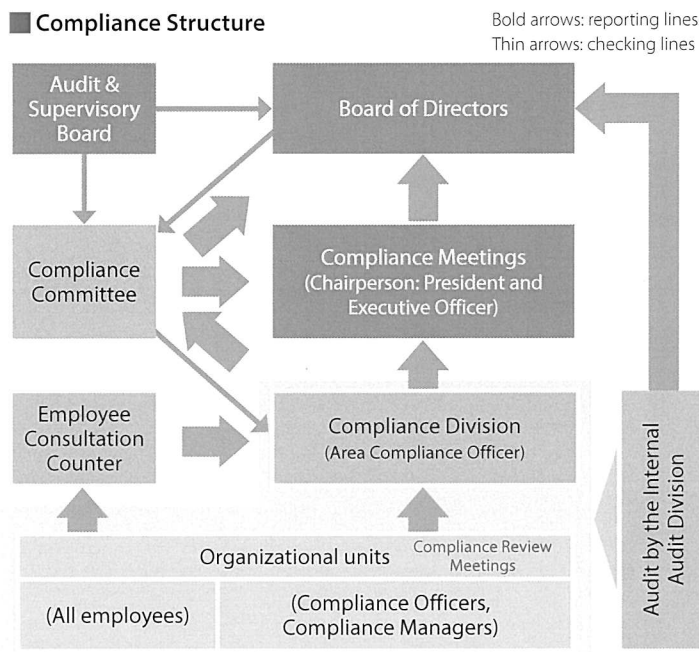 Compliance Structure
Bold arrows: reporting lines
Thin arrows: checking lines
Audit &
Supervisory
Board
Board of Directors
Compliance
Committee
Compliance Meetings
(Chairperson: President and
Executive Officer)
Employee
Consultation
Counter
Compliance Division
(Area Compliance Officer)
Organizational units
Compliance Review
Meetings
(All employees)
(Compliance Officers,
Compliance Managers)
Audit by the Internal
Audit Division